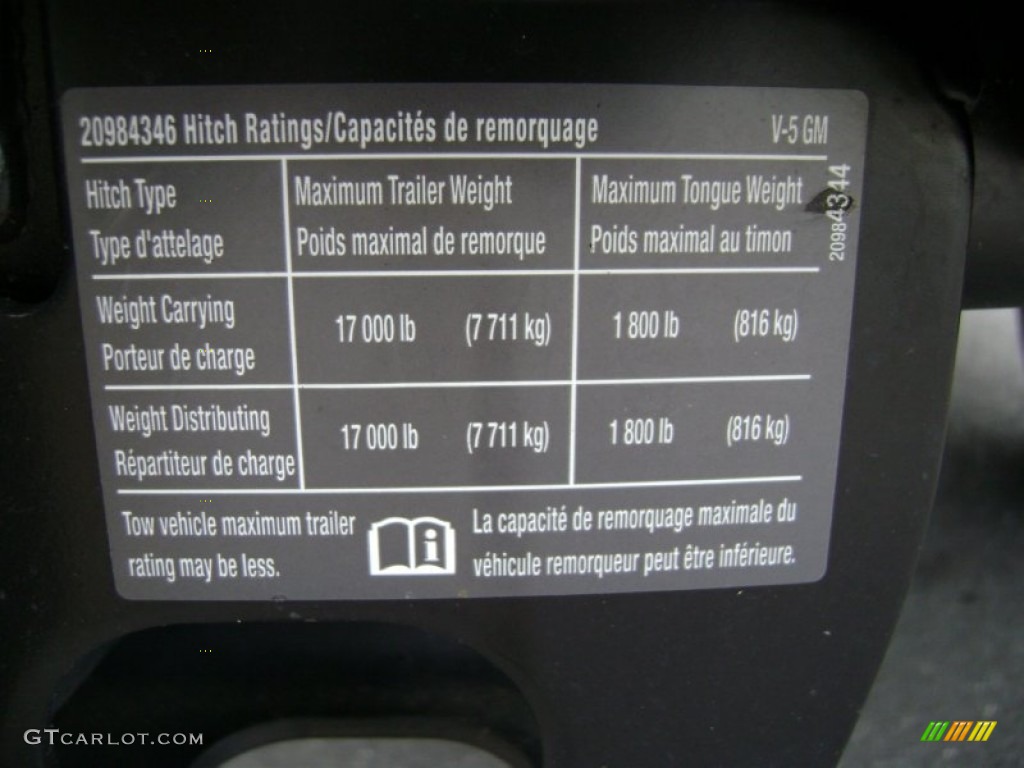 20984346 Hitch Ratings/Capacités de remorquage V-5 GM
20984344
Hitch Type Maximum Trailer Weight Maximum Tongue Weight
Type d'attelage Poids maximal de remorque Poids maximal au timon
Weight Carrying
Porteur de charge
17 000 lb (7 711 kg) 1 800 lb (816 kg)
Weight Distributing
Répartiteur de charge
17 000 lb (7 711 kg) 1 800 lb (816 kg)
Tow vehicle maximum trailer
rating may be less.
La capacité de remorquage maximale du
véhicule remorqueur peut être inférieure.
GTCARLOT.COM